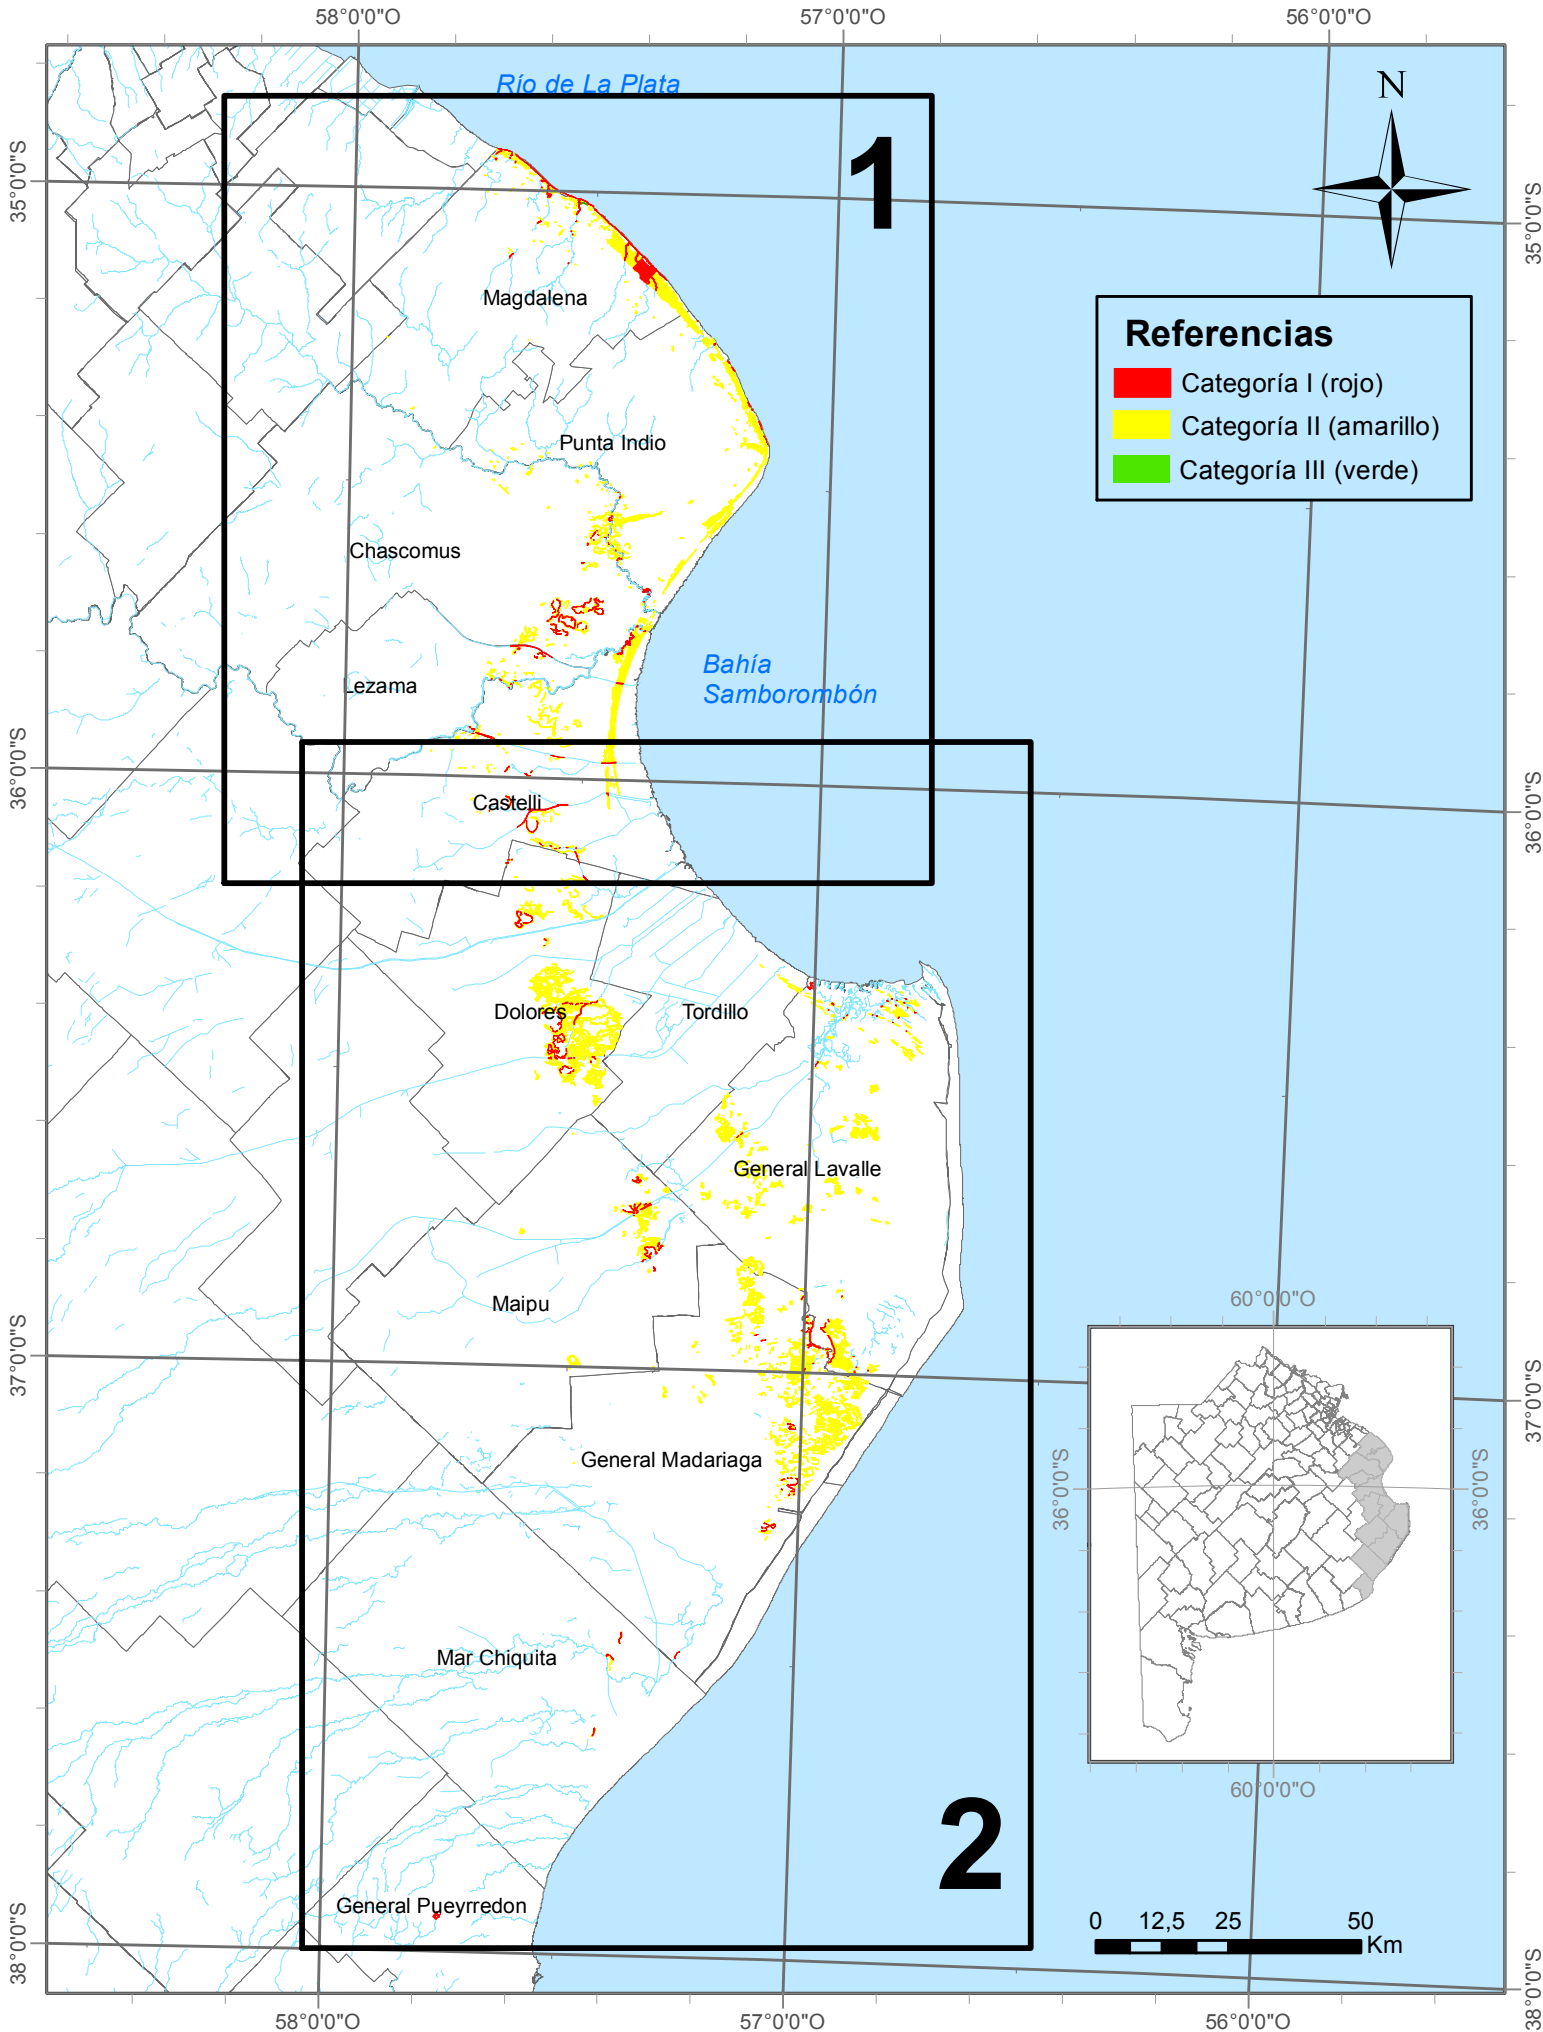 58°0'0"O
57°0'0"O
56°0'0"O
Río de La Plata
N
1
35°0'0"S
35°0'0"S
Magdalena
Referencias
Categoría I (rojo)
Categoría II (amarillo)
Categoría III (verde)
Punta Indio
Chascomus
Bahía
Samborombón
Lezama
36°0'0"S
36°0'0"S
Castelli
Dolores
Tordillo
General Lavalle
Maipu
60°0'0"O
37°0'0"S
37°0'0"S
General Madariaga
36°0'0"S
36°0'0"S
Mar Chiquita
60°0'0"O
2
General Pueyrredon
0 12,5 25 50
Km
38°0'0"S
38°0'0"S
58°0'0"O
57°0'0"O
56°0'0"O